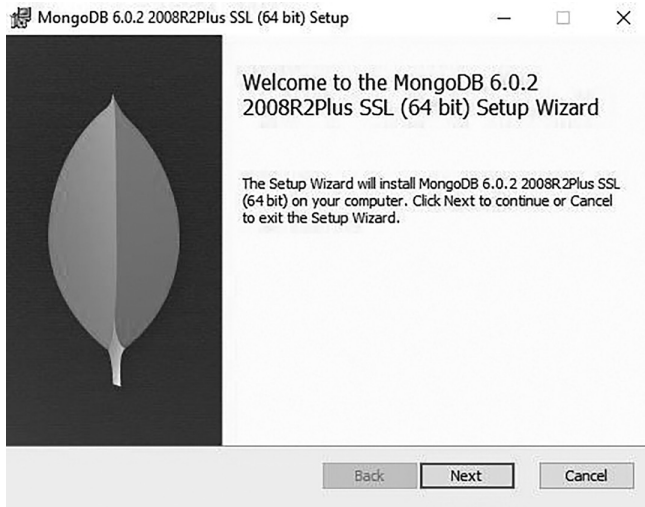 MongoDB 6.0.2 2008R2Plus SSL (64 bit) Setup
Welcome to the MongoDB 6.0.2
2008R2Plus SSL (64 bit) Setup Wizard
The Setup Wizard will install MongoDB 6.0.2 2008R2Plus SSL
(64 bit) on your computer. Click Next to continue or Cancel
to exit the Setup Wizard.
Back Next Cancel